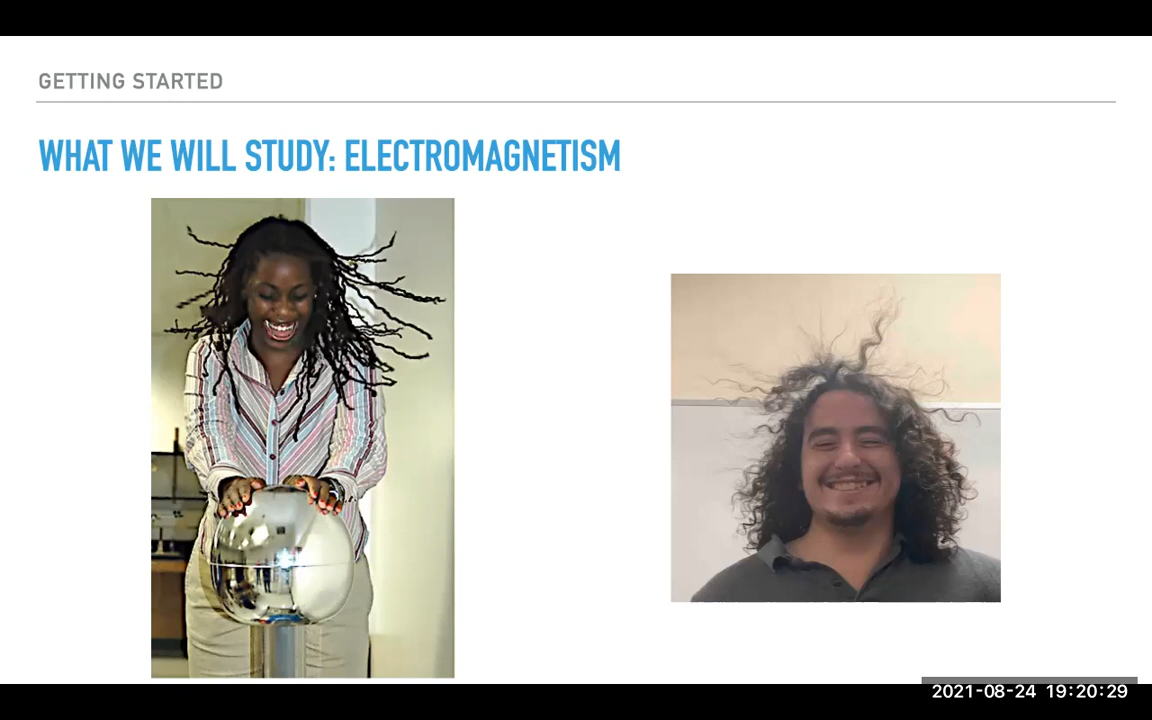 GETTING STARTED
WHAT WE WILL STUDY: ELECTROMAGNETISM
2021-08-24 19:20:29